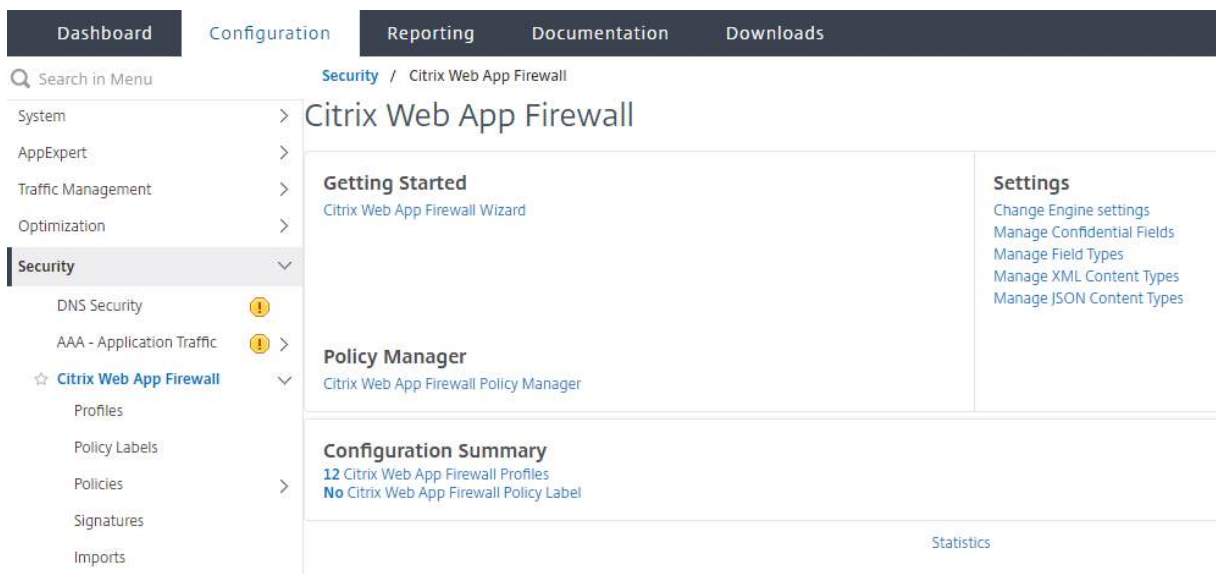 Dashboard
Configuration
Reporting
Documentation
Downloads
Search in Menu
System
AppExpert
Traffic Management
Optimization
Security
DNS Security
AAA - Application Traffic
Citrix Web App Firewall
Profiles
Policy Labels
Policies
Signatures
Imports
Security / Citrix Web App Firewall
Citrix Web App Firewall
Getting Started
Citrix Web App Firewall Wizard
Policy Manager
Citrix Web App Firewall Policy Manager
Settings
Change Engine settings
Manage Confidential Fields
Manage Field Types
Manage XML Content Types
Manage JSON Content Types
Configuration Summary
12 Citrix Web App Firewall Profiles
No Citrix Web App Firewall Policy Label
Statistics